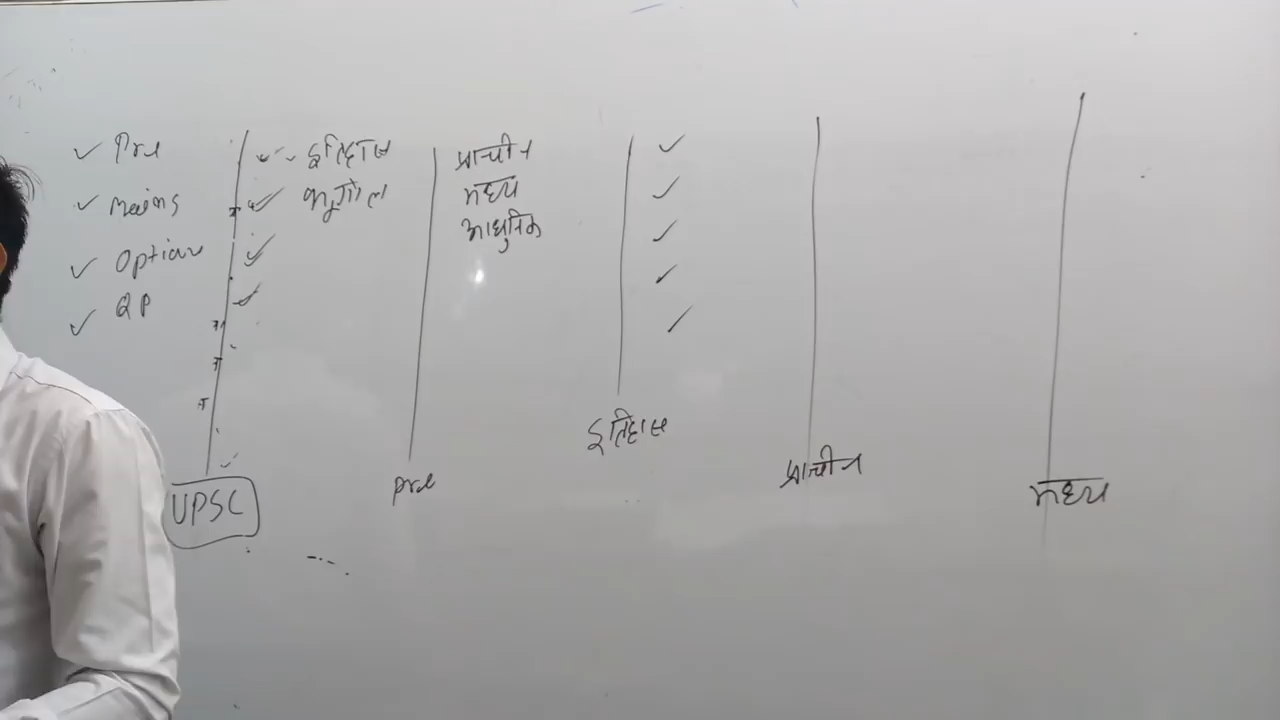 ✓ Pre
✓ Mains
✓ Option
✓ QP
UPSC
✓ इतिहास
✓ भूगोल
✓
✓
Pre
प्राचीन
मध्य
आधुनिक
इतिहास
✓
✓
✓
✓
✓
प्राचीन
मध्य